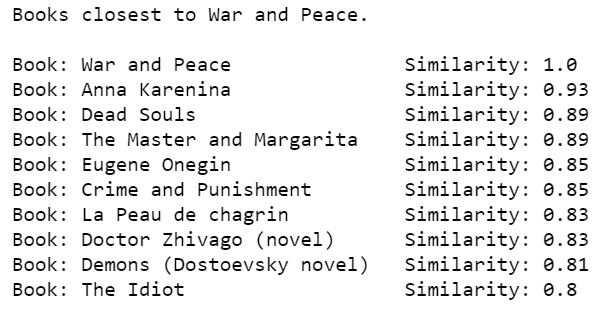 Books closest to War and Peace.
Book: War and Peace Similarity: 1.0
Book: Anna Karenina Similarity: 0.93
Book: Dead Souls Similarity: 0.89
Book: The Master and Margarita Similarity: 0.89
Book: Eugene Onegin Similarity: 0.85
Book: Crime and Punishment Similarity: 0.85
Book: La Peau de chagrin Similarity: 0.83
Book: Doctor Zhivago (novel) Similarity: 0.83
Book: Demons (Dostoevsky novel) Similarity: 0.81
Book: The Idiot Similarity: 0.8